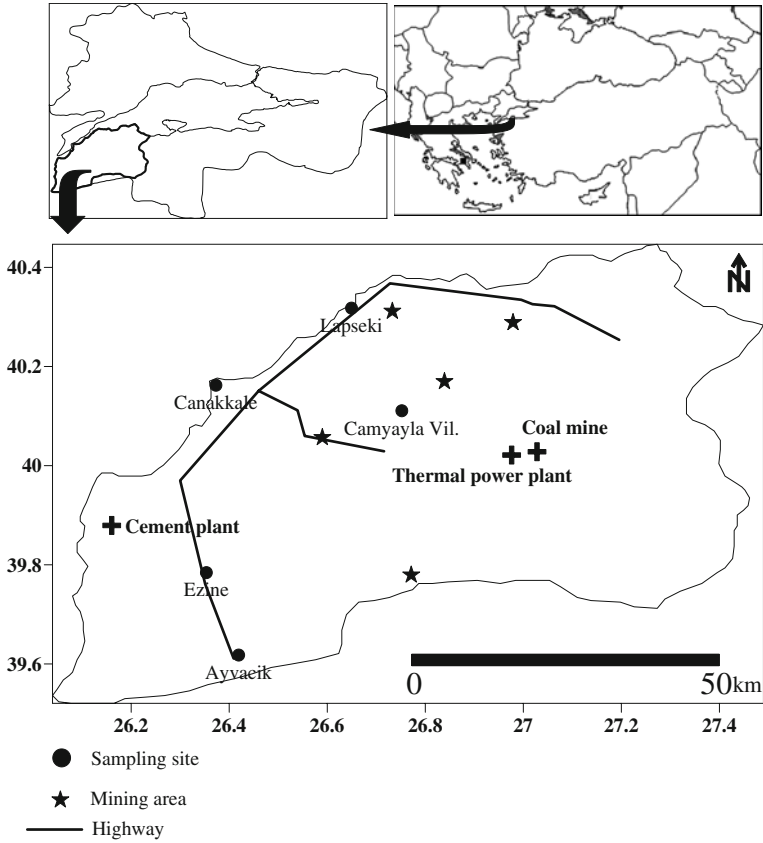 N
40.4
Lapseki
40.2
Canakkale
Camyayla Vil.
Coal mine
40
Thermal power plant
Cement plant
39.8
Ezine
39.6
Ayvacik
0
50 km
26.2
26.4
26.6
26.8
27
27.2
27.4
Sampling site
Mining area
Highway